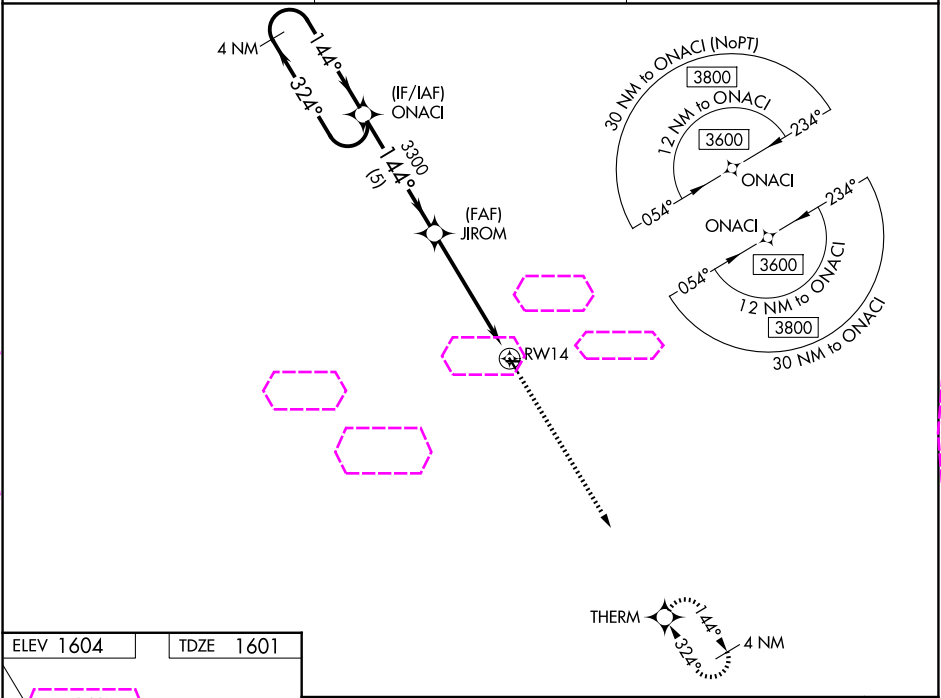 4 NM
144°
324°
(IF/IAF)
ONACI
3300
144°
(5)
(FAF)
JIROM
RW14
30 NM to ONACI (NoPT)
3800
12 NM to ONACI
3600
234°
054°
ONACI
ONACI
234°
054°
3600
12 NM to ONACI
3800
30 NM to ONACI
THERM
144°
324°
4 NM
ELEV 1604
TDZE 1601